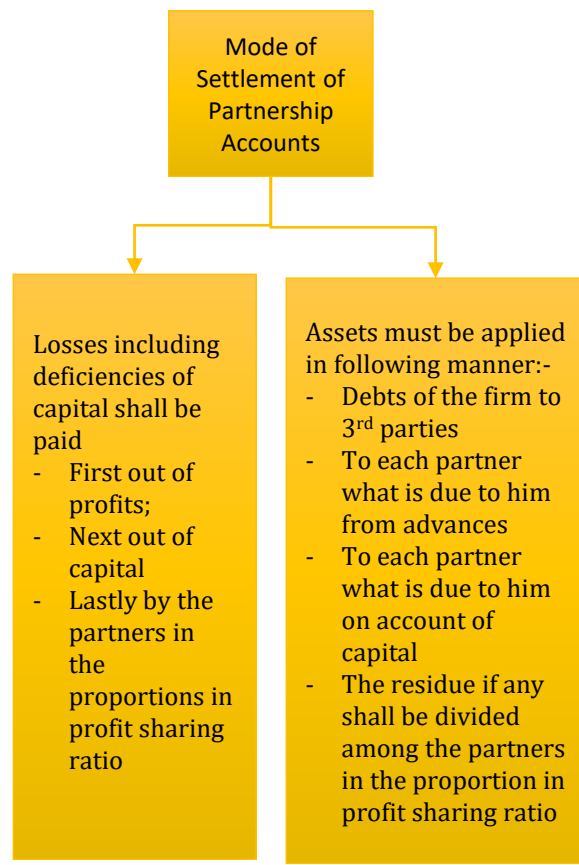 Mode of
Settlement of
Partnership
Accounts
Losses including
deficiencies of
capital shall be
paid
- First out of
profits;
- Next out of
capital
- Lastly by the
partners in
the
proportions in
profit sharing
ratio
Assets must be applied
in following manner:-
- Debts of the firm to
3rd parties
- To each partner
what is due to him
from advances
- To each partner
what is due to him
on account of
capital
- The residue if any
shall be divided
among the partners
in the proportion in
profit sharing ratio